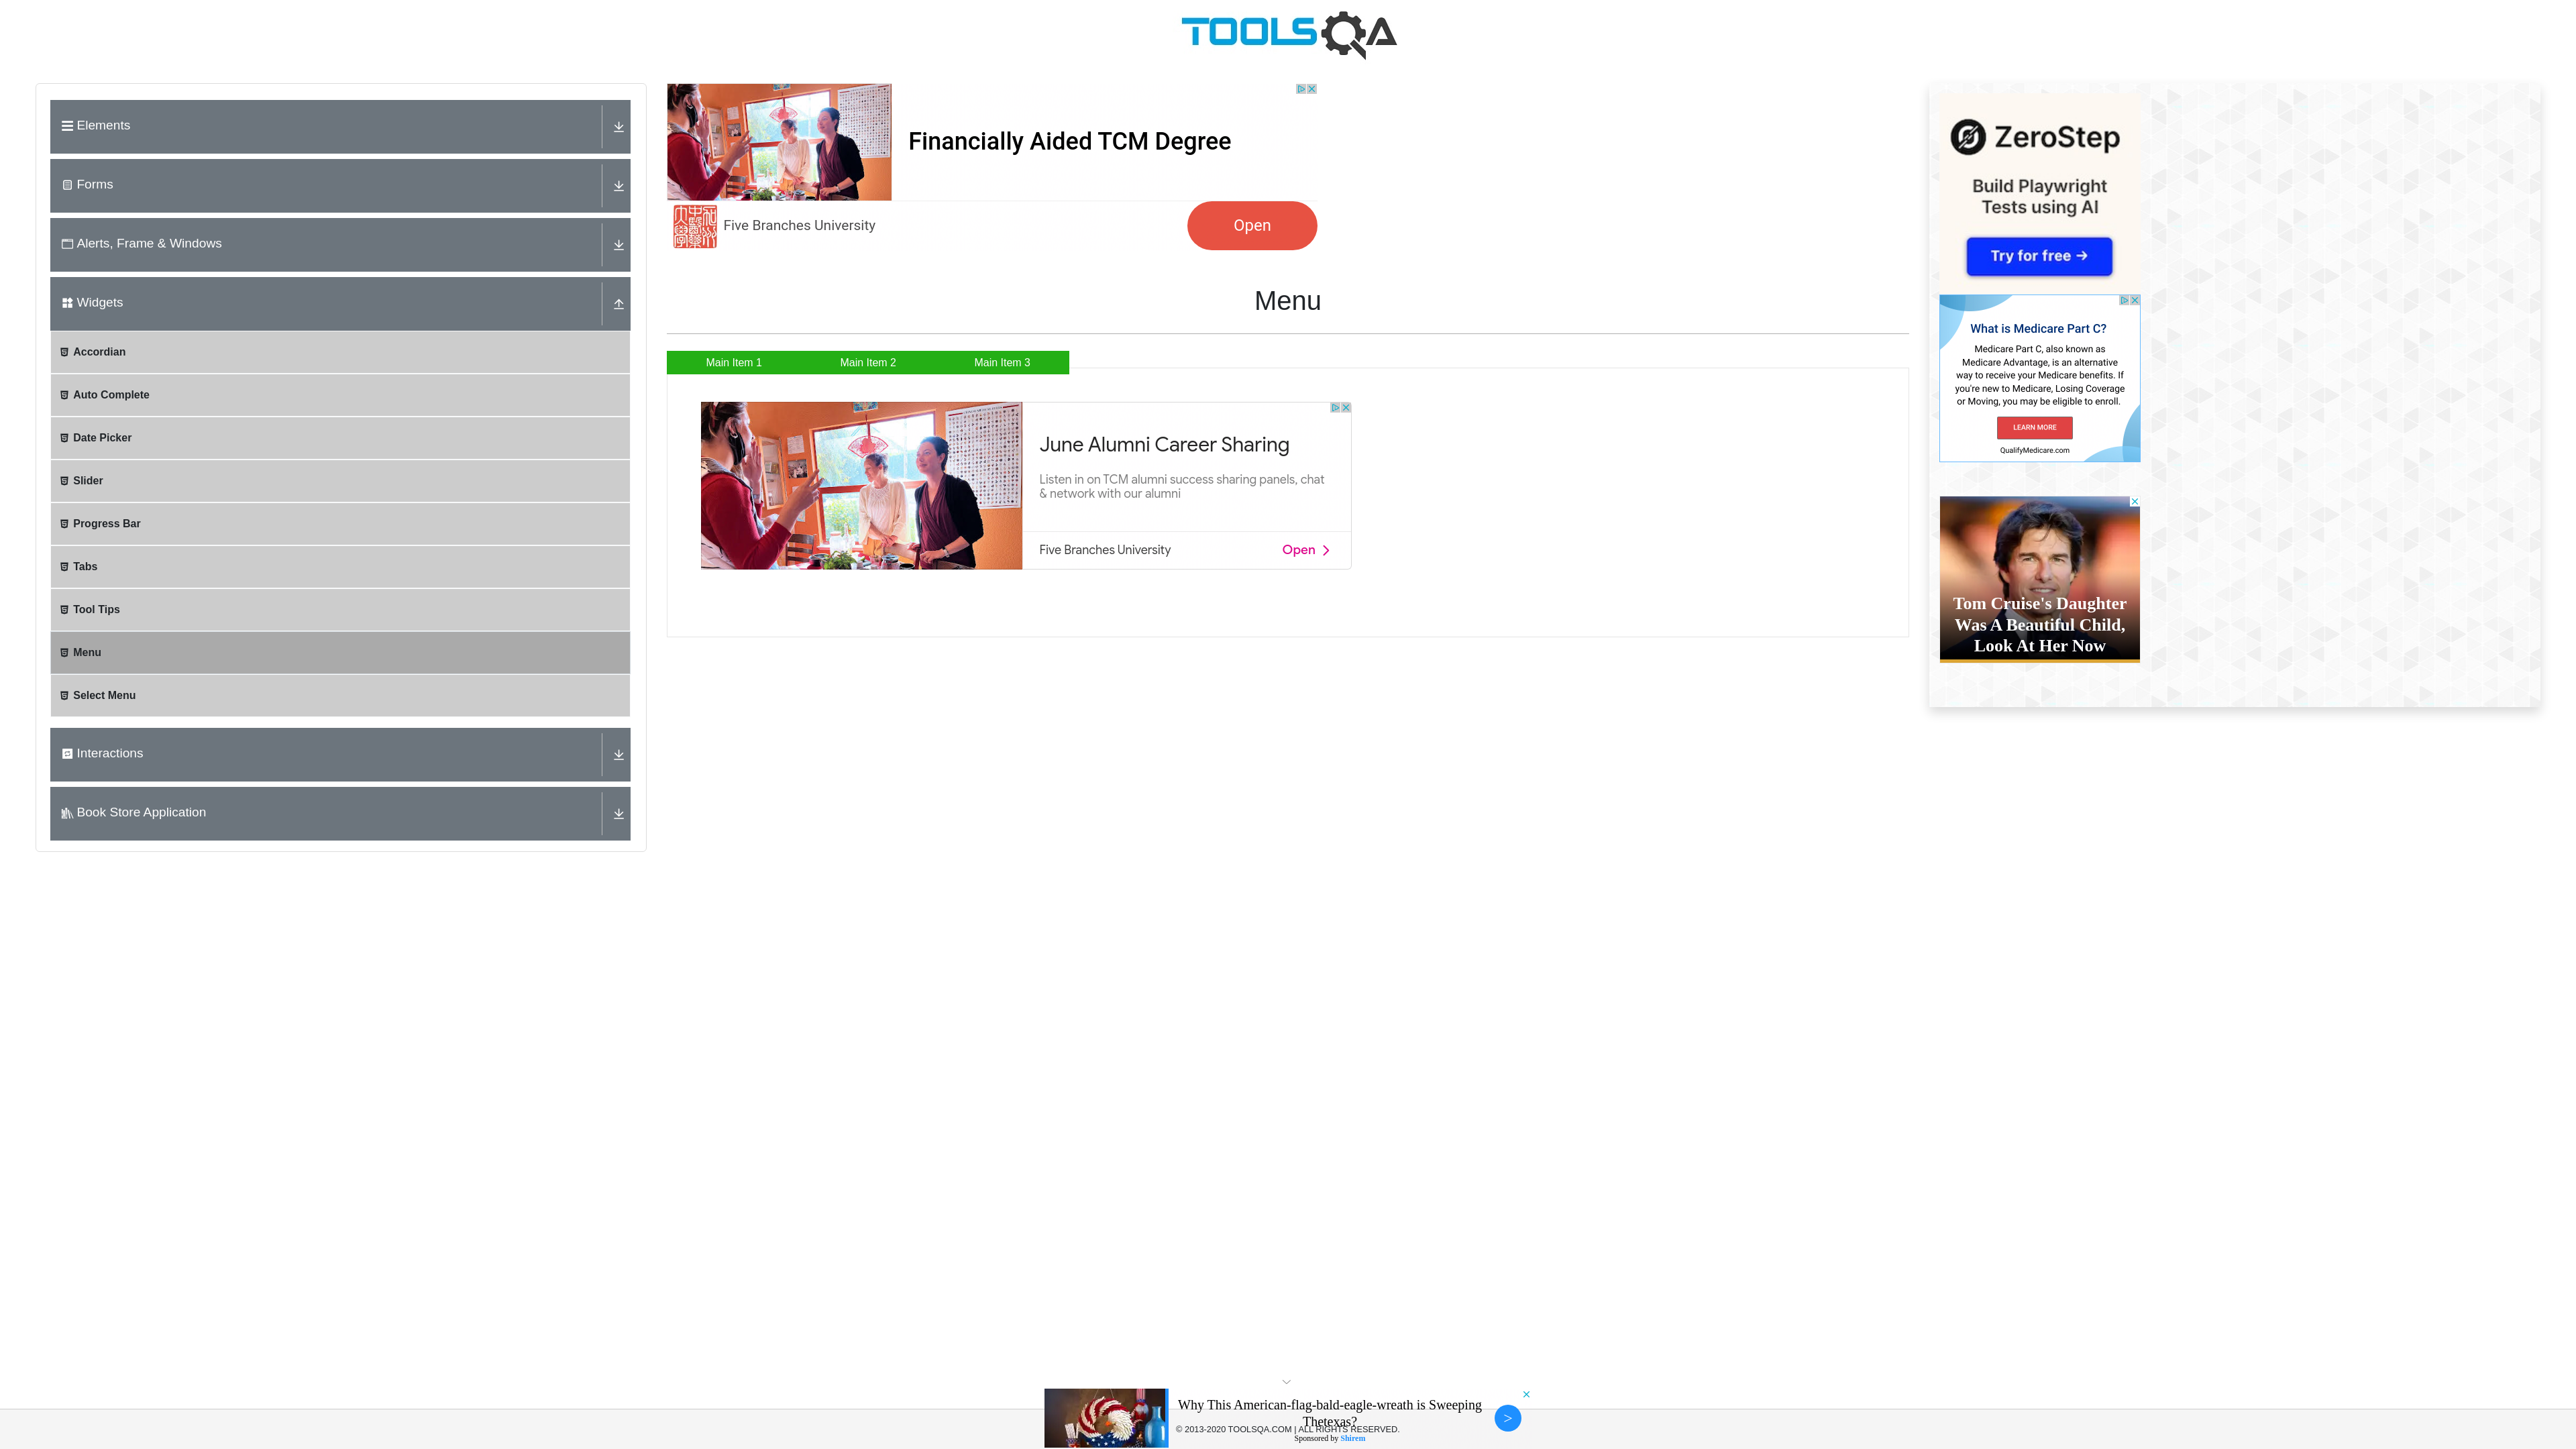 TOOLSQA
Elements
Forms
Alerts, Frame & Windows
Widgets
Accordian
Auto Complete
Date Picker
Slider
Progress Bar
Tabs
Tool Tips
Menu
Select Menu
Interactions
Book Store Application
Financially Aided TCM Degree
Five Branches University
Open
Menu
Main Item 1
Main Item 2
Main Item 3
June Alumni Career Sharing
Listen in on TCM alumni success sharing panels, chat
& network with our alumni
Five Branches University
Open
ZeroStep
Build Playwright
Tests using AI
Try for free →
What is Medicare Part C?
Medicare Part C, also known as
Medicare Advantage, is an alternative
way to receive your Medicare benefits. If
you're new to Medicare, Losing Coverage
or Moving, you may be eligible to enroll.
LEARN MORE
QualifyMedicare.com
Tom Cruise's Daughter
Was A Beautiful Child,
Look At Her Now
Why This American-flag-bald-eagle-wreath is Sweeping
Thetexas?
© 2013-2020 TOOLSQA.COM | ALL RIGHTS RESERVED.
Sponsored by Shirem